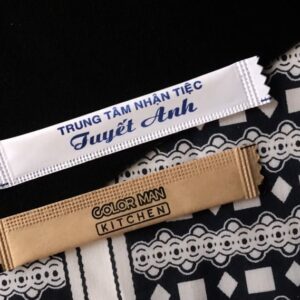 TRUNG TÂM NHẬN TIỆC
Tuyết Anh
COLOR MAN
KITCHEN